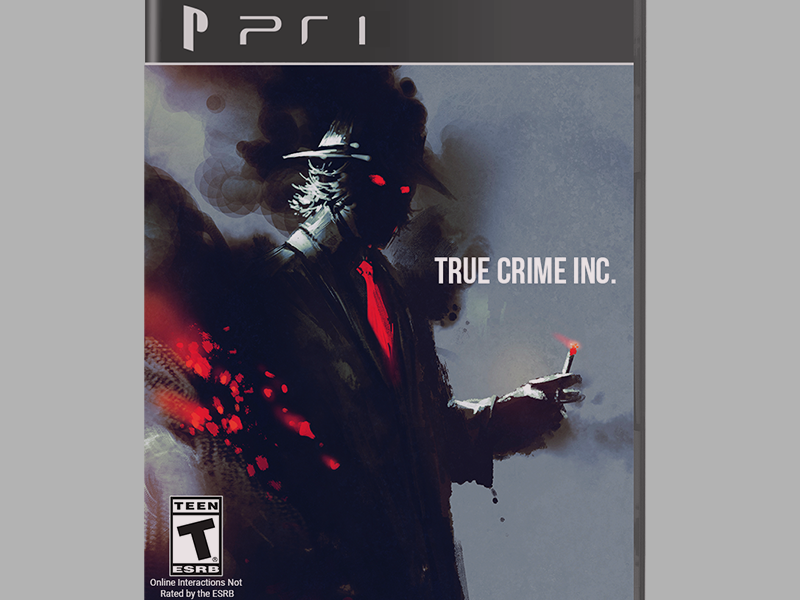 P PRI
TRUE CRIME INC.
TEEN
T
ESRB
Online Interactions Not
Rated by the ESRB